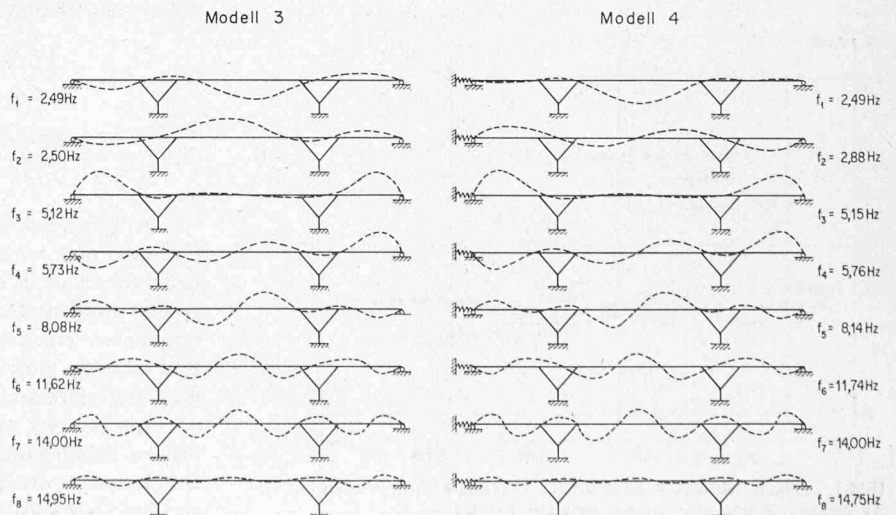 Modell 3
f₁ = 2,49Hz
f₂ = 2,50Hz
f₃ = 5,12Hz
f₄ = 5,73Hz
f₅ = 8,08Hz
f₆ = 11,62Hz
f₇ = 14,00Hz
f₈ = 14,95Hz
Modell 4
f₁ = 2,49Hz
f₂ = 2,88Hz
f₃ = 5,15Hz
f₄ = 5,76Hz
f₅ = 8,14Hz
f₆ = 11,74Hz
f₇ = 14,00Hz
f₈ = 14,75Hz